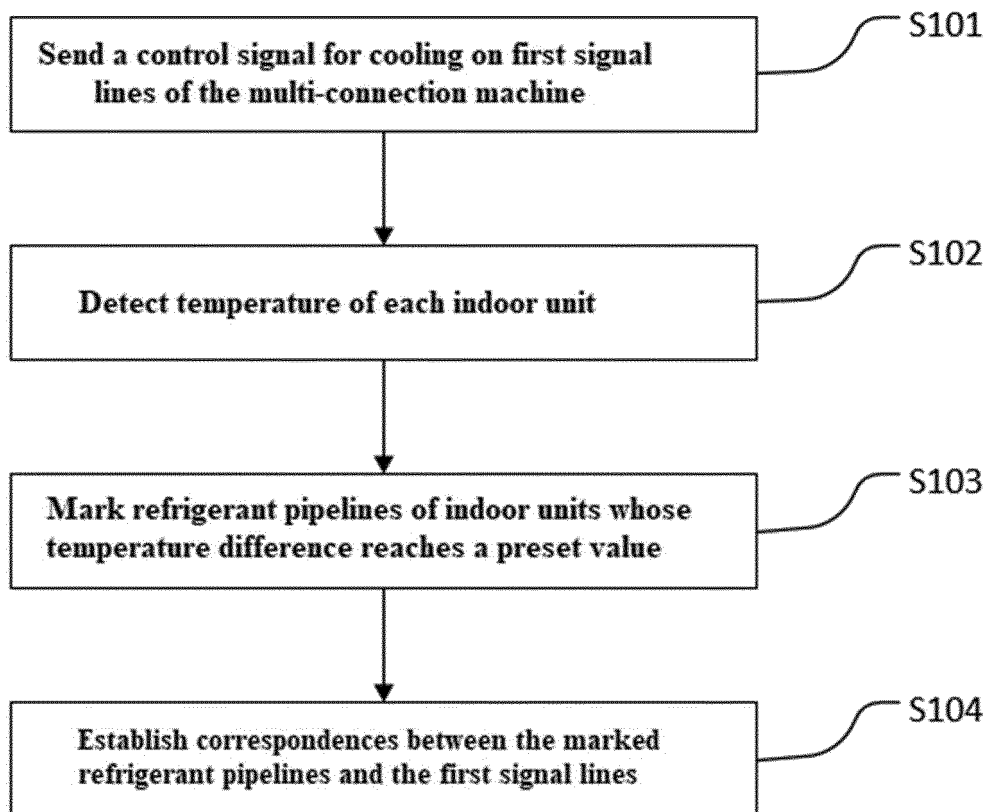 S101
Send a control signal for cooling on first signal
lines of the multi-connection machine
S102
Detect temperature of each indoor unit
S103
Mark refrigerant pipelines of indoor units whose
temperature difference reaches a preset value
S104
Establish correspondences between the marked
refrigerant pipelines and the first signal lines